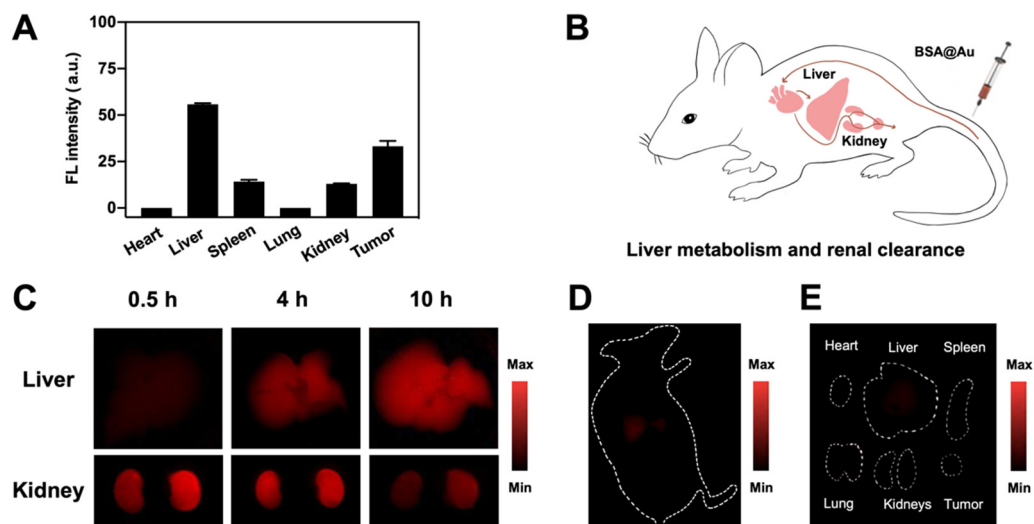 A
FL intensity ( a.u.)
100
75
50
25
0
Heart
Liver
Spleen
Lung
Kidney
Tumor
B
BSA@Au
Liver
Kidney
Liver metabolism and renal clearance
C
0.5 h
4 h
10 h
Liver
Kidney
Max
Min
D
Max
Min
E
Heart
Liver
Spleen
Lung
Kidneys
Tumor
Max
Min